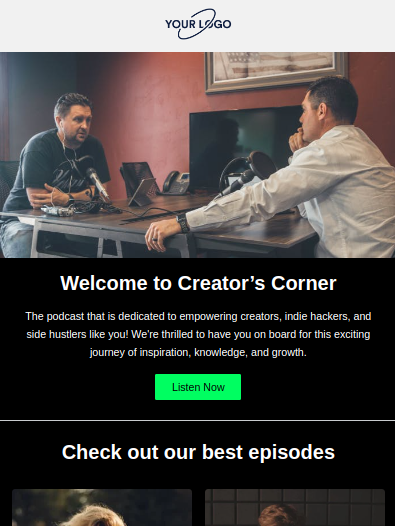 YOUR LOGO
Welcome to Creator’s Corner
The podcast that is dedicated to empowering creators, indie hackers, and
side hustlers like you! We're thrilled to have you on board for this exciting
journey of inspiration, knowledge, and growth.
Listen Now
Check out our best episodes